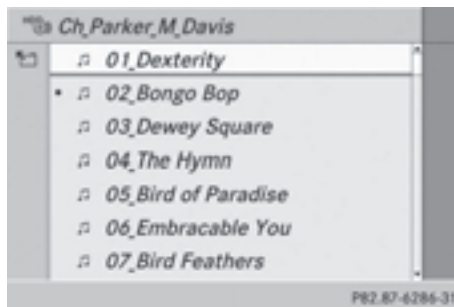 Ch_Parker_M_Davis
01_Dexterity
02_Bongo Bop
03_Dewey Square
04_The Hymn
05_Bird of Paradise
06_Embracable You
07_Bird Feathers
P82.87-6286-31